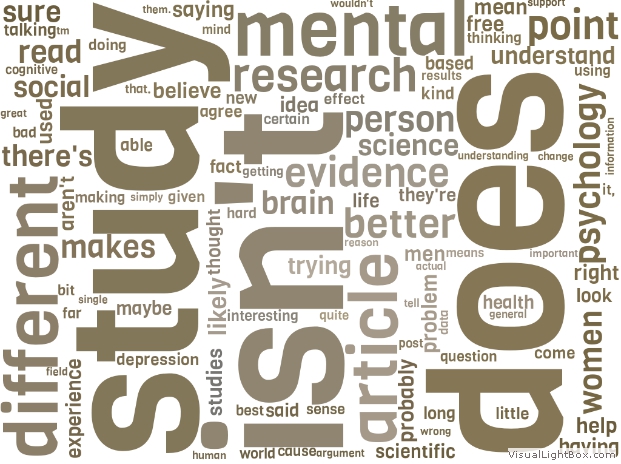 sure
them.
saying
wouldn't
mean
support
talking™
mind
mental
free
point
read
doing
y
thinking
cognitive
research
based
understand
social
that.
believe
results
using
great
used
new
idea
effect
kind
bad
agree
certain
person
does
psychology
information
there's
able
study
isn't
science
understanding
change
fact
getting
evidence
different
aren't
making
simply
given
hard
brain
life
they're
it,
makes
thought
better
reason
men
means
important
trying
actual
right
bit
single
likely
article
problem
data
health
general
look
far
maybe
interesting
quite
tell
women
depression
post
question
come
field
experience
studies
probably
best
said
sense
long
little
help
wrong
human
world
cause
argument
scientific
having
VisualLightBox.com